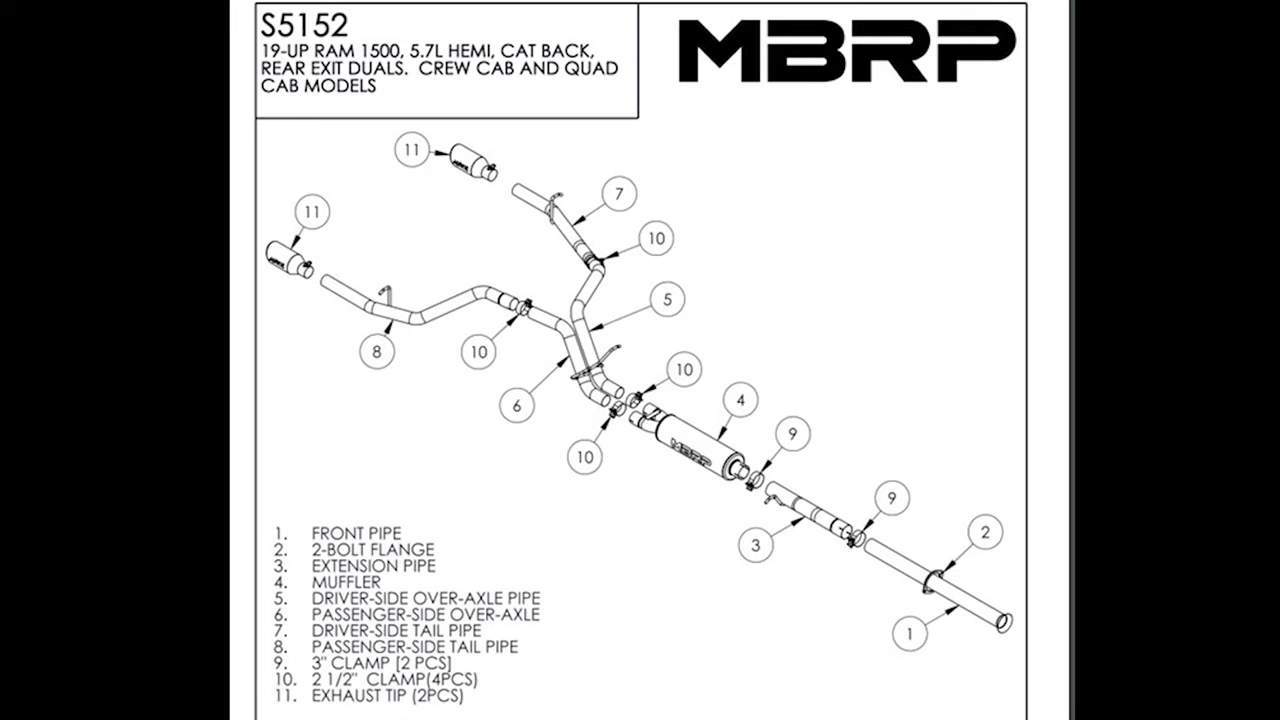 S5152
19-UP RAM 1500, 5.7L HEMI, CAT BACK,
REAR EXIT DUALS. CREW CAB AND QUAD
CAB MODELS
MBRP
11
7
11
10
5
8
10
10
6
4
10
9
9
3
2
1
MBRP
1. FRONT PIPE
2. 2-BOLT FLANGE
3. EXTENSION PIPE
4. MUFFLER
5. DRIVER-SIDE OVER-AXLE PIPE
6. PASSENGER-SIDE OVER-AXLE
7. DRIVER-SIDE TAIL PIPE
8. PASSENGER-SIDE TAIL PIPE
9. 3" CLAMP [2 PCS]
10. 2 1/2" CLAMP(4PCS)
11. EXHAUST TIP (2PCS)